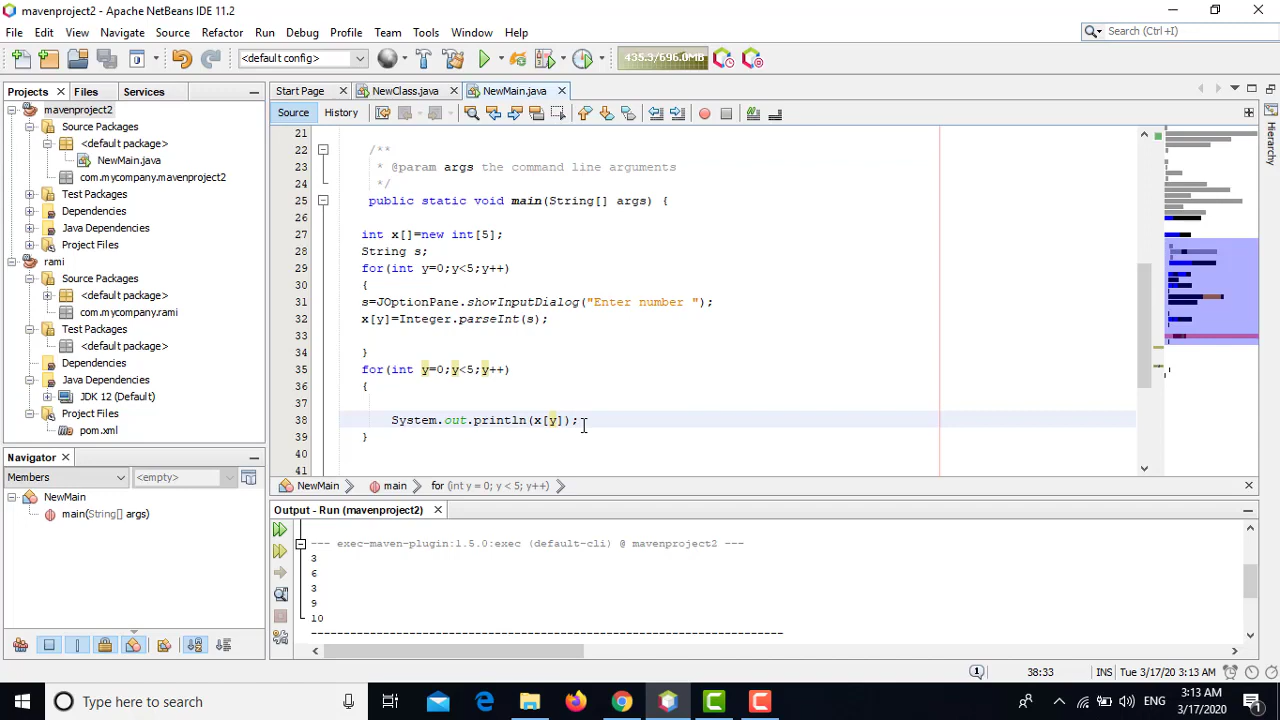 mavenproject2 - Apache NetBeans IDE 11.2
File Edit View Navigate Source Refactor Run Debug Profile Team Tools Window Help
Search (Ctrl+I)
<default config>
435.3/696.0MB
Projects Files Services
Start Page NewClass.java NewMain.java
Source History
mavenproject2
Source Packages
<default package>
NewMain.java
com.mycompany.mavenproject2
Test Packages
Dependencies
Java Dependencies
Project Files
rami
Source Packages
<default package>
com.mycompany.rami
Test Packages
<default package>
Dependencies
Java Dependencies
JDK 12 (Default)
Project Files
pom.xml
21
22 /**
23 * @param args the command line arguments
24 */
25 public static void main(String[] args) {
26
27 int x[]=new int[5];
28 String s;
29 for(int y=0;y<5;y++)
30 {
31 s=JOptionPane.showInputDialog("Enter number ");
32 x[y]=Integer.parseInt(s);
33
34 }
35 for(int y=0;y<5;y++)
36 {
37
38 System.out.println(x[y]);
39 }
40
41
Hierarchy
NewMain main for (int y = 0; y < 5; y++)
Navigator
Members <empty>
NewMain
main(String[] args)
Output - Run (mavenproject2)
--- exec-maven-plugin:1.5.0:exec (default-cli) @ mavenproject2 ---
3
6
3
9
10
------------------------------------------------------------------------
1 38:33 INS Tue 3/17/20 3:13 AM
Type here to search
ENG
3:13 AM
3/17/2020
1